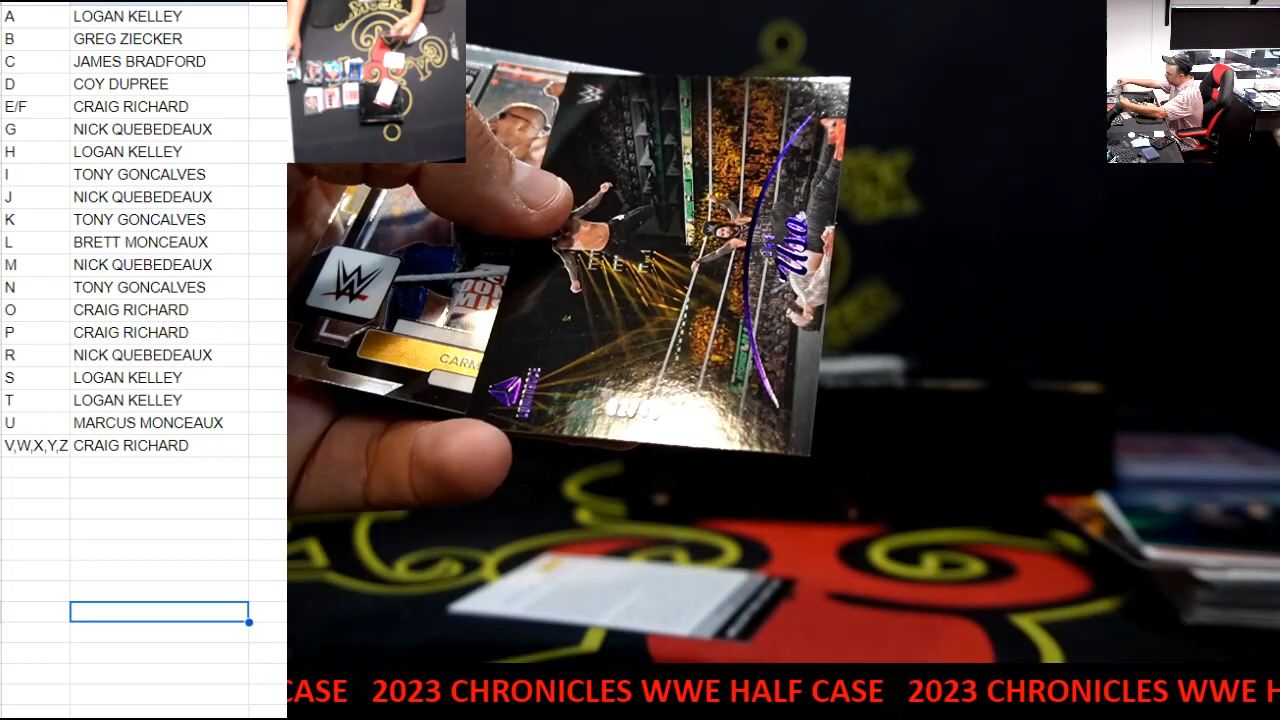 A LOGAN KELLEY
B GREG ZIECKER
C JAMES BRADFORD
D COY DUPREE
E/F CRAIG RICHARD
G NICK QUEBEDEAUX
H LOGAN KELLEY
I TONY GONCALVES
J NICK QUEBEDEAUX
K TONY GONCALVES
L BRETT MONCEAUX
M NICK QUEBEDEAUX
N TONY GONCALVES
O CRAIG RICHARD
P CRAIG RICHARD
R NICK QUEBEDEAUX
S LOGAN KELLEY
T LOGAN KELLEY
U MARCUS MONCEAUX
V,W,X,Y,Z CRAIG RICHARD
W
CARM
Uso
CASE 2023 CHRONICLES WWE HALF CASE 2023 CHRONICLES WWE H